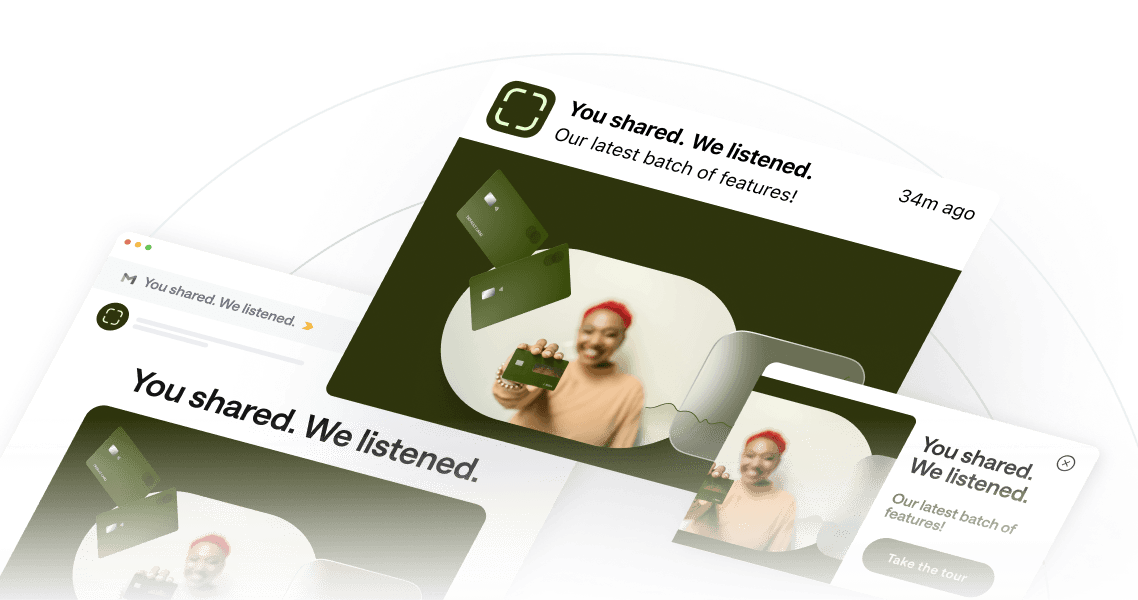 You shared. We listened.
Our latest batch of features!
34m ago
You shared. We listened.
You shared. We listened.
You shared.
We listened.
Our latest batch of
features!
Take the tour